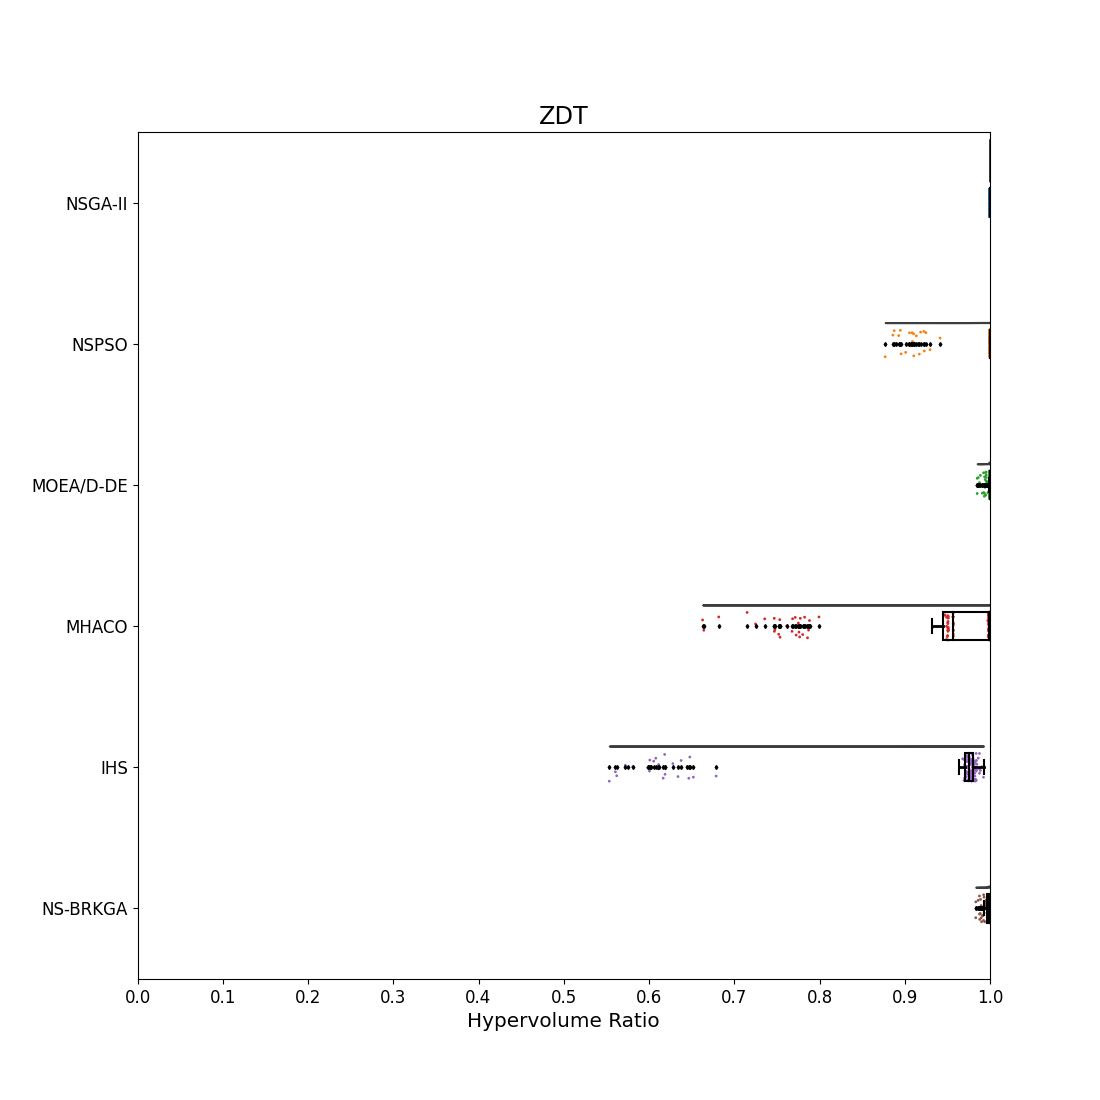 ZDT
NSGA-II
NSPSO
MOEA/D-DE
MHACO
IHS
NS-BRKGA
0.0 0.1 0.2 0.3 0.4 0.5 0.6 0.7 0.8 0.9 1.0
Hypervolume Ratio